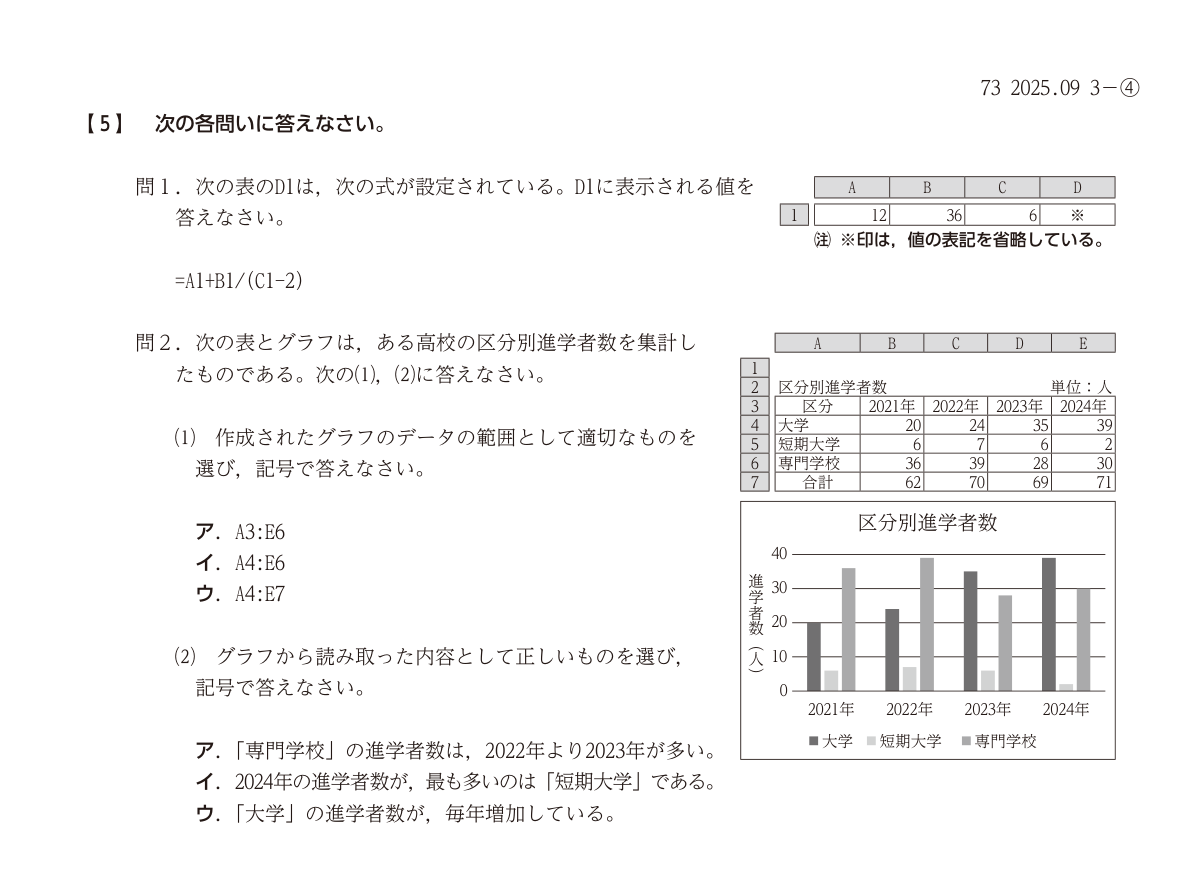 73 2025.09 3－④
【5】 次の各問いに答えなさい。
問１．次の表のD1は，次の式が設定されている。D1に表示される値を
答えなさい。
=A1+B1/(C1-2)
A B C D
1 12 36 6 ※
㊟ ※印は，値の表記を省略している。
問２．次の表とグラフは，ある高校の区分別進学者数を集計し
たものである。次の⑴，⑵に答えなさい。
⑴ 作成されたグラフのデータの範囲として適切なものを
選び，記号で答えなさい。
ア．A3:E6
イ．A4:E6
ウ．A4:E7
⑵ グラフから読み取った内容として正しいものを選び，
記号で答えなさい。
ア．「専門学校」の進学者数は，2022年より2023年が多い。
イ．2024年の進学者数が，最も多いのは「短期大学」である。
ウ．「大学」の進学者数が，毎年増加している。
A B C D E
1
2 区分別進学者数 単位：人
3 区分 2021年 2022年 2023年 2024年
4 大学 20 24 35 39
5 短期大学 6 7 6 2
6 専門学校 36 39 28 30
7 合計 62 70 69 71
区分別進学者数
進学者数（人）
40
30
20
10
0
2021年 2022年 2023年 2024年
■大学 ■短期大学 ■専門学校